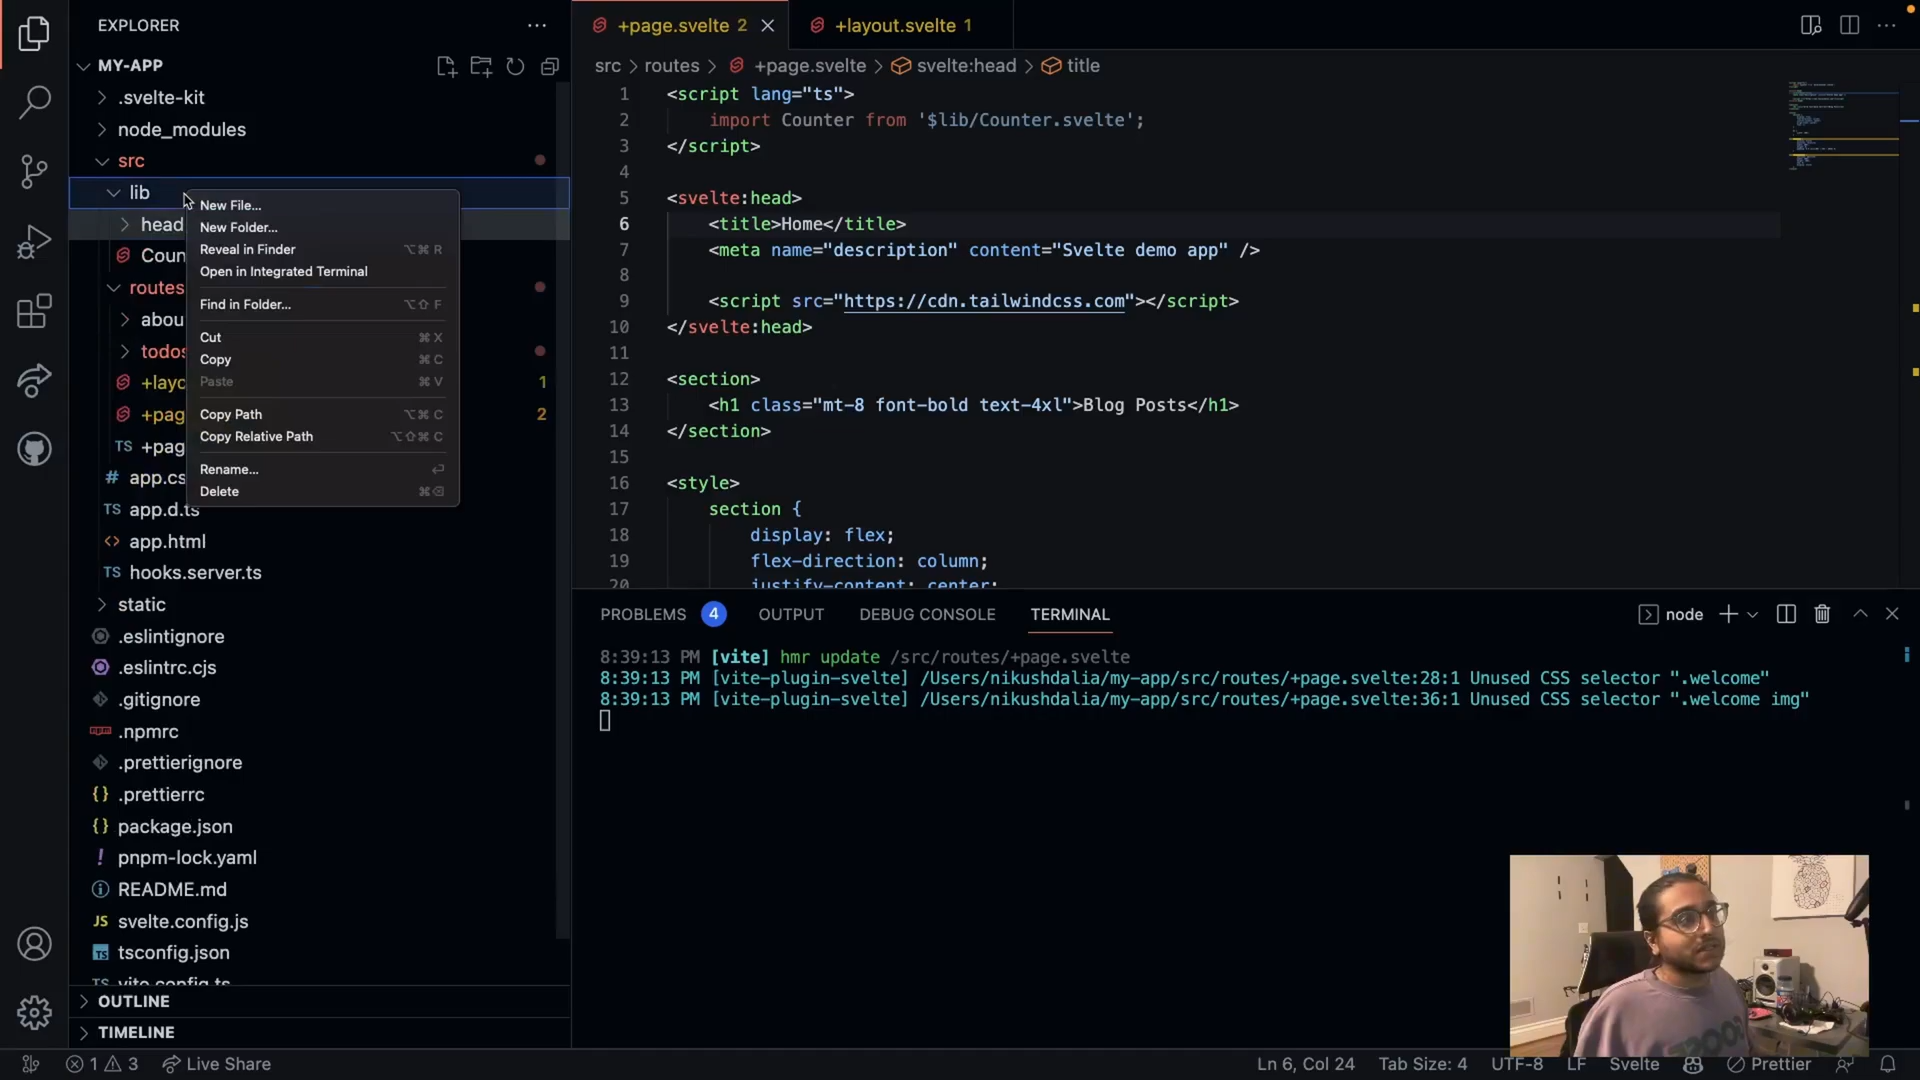 EXPLORER
MY-APP
.svelte-kit
node_modules
src
lib
head
Coun
routes
abou
todos
+layo
1
+pag
2
TS +pag
# app.cs
TS app.d.ts
<> app.html
TS hooks.server.ts
static
.eslintignore
.eslintrc.cjs
.gitignore
npm .npmrc
.prettierignore
{} .prettierrc
{} package.json
! pnpm-lock.yaml
README.md
JS svelte.config.js
TS tsconfig.json
TS vite.config.ts
OUTLINE
TIMELINE
New File...
New Folder...
Reveal in Finder ⌥⌘ R
Open in Integrated Terminal
Find in Folder... ⌥⇧ F
Cut ⌘ X
Copy ⌘ C
Paste ⌘ V
Copy Path ⌥⌘ C
Copy Relative Path ⌥⇧⌘ C
Rename... ⏎
Delete ⌘⌫
+page.svelte 2
+layout.svelte 1
src > routes > +page.svelte > svelte:head > title
1 <script lang="ts">
2 import Counter from '$lib/Counter.svelte';
3 </script>
4
5 <svelte:head>
6 <title>Home</title>
7 <meta name="description" content="Svelte demo app" />
8
9 <script src="https://cdn.tailwindcss.com"></script>
10 </svelte:head>
11
12 <section>
13 <h1 class="mt-8 font-bold text-4xl">Blog Posts</h1>
14 </section>
15
16 <style>
17 section {
18 display: flex;
19 flex-direction: column;
20 justify-content: center;
PROBLEMS 4 OUTPUT DEBUG CONSOLE TERMINAL
node
8:39:13 PM [vite] hmr update /src/routes/+page.svelte
8:39:13 PM [vite-plugin-svelte] /Users/nikushdalia/my-app/src/routes/+page.svelte:28:1 Unused CSS selector ".welcome"
8:39:13 PM [vite-plugin-svelte] /Users/nikushdalia/my-app/src/routes/+page.svelte:36:1 Unused CSS selector ".welcome img"
1 3 Live Share
Ln 6, Col 24 Tab Size: 4 UTF-8 LF Svelte Prettier